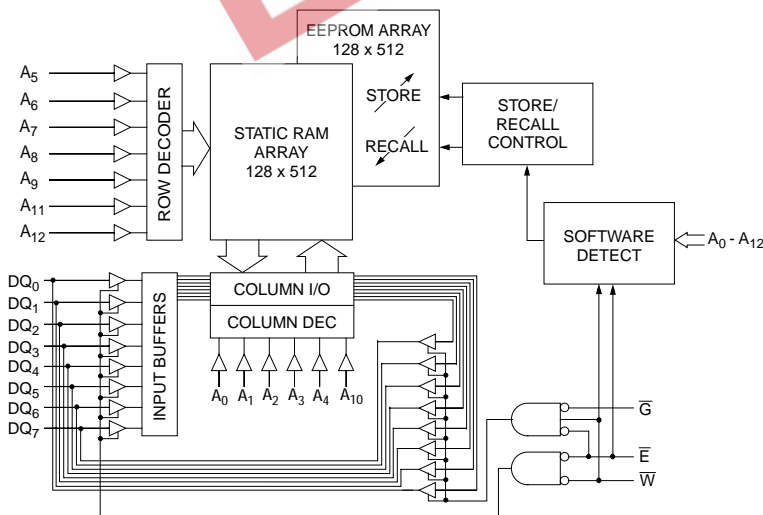 EEPROM ARRAY
128 x 512
STORE
RECALL
A5
A6
A7
A8
A9
A11
A12
ROW DECODER
STATIC RAM
ARRAY
128 x 512
STORE/
RECALL
CONTROL
SOFTWARE
DETECT
A0 - A12
DQ0
DQ1
DQ2
DQ3
DQ4
DQ5
DQ6
DQ7
INPUT BUFFERS
COLUMN I/O
COLUMN DEC
A0 A1 A2 A3 A4 A10
G̅
E̅
W̅